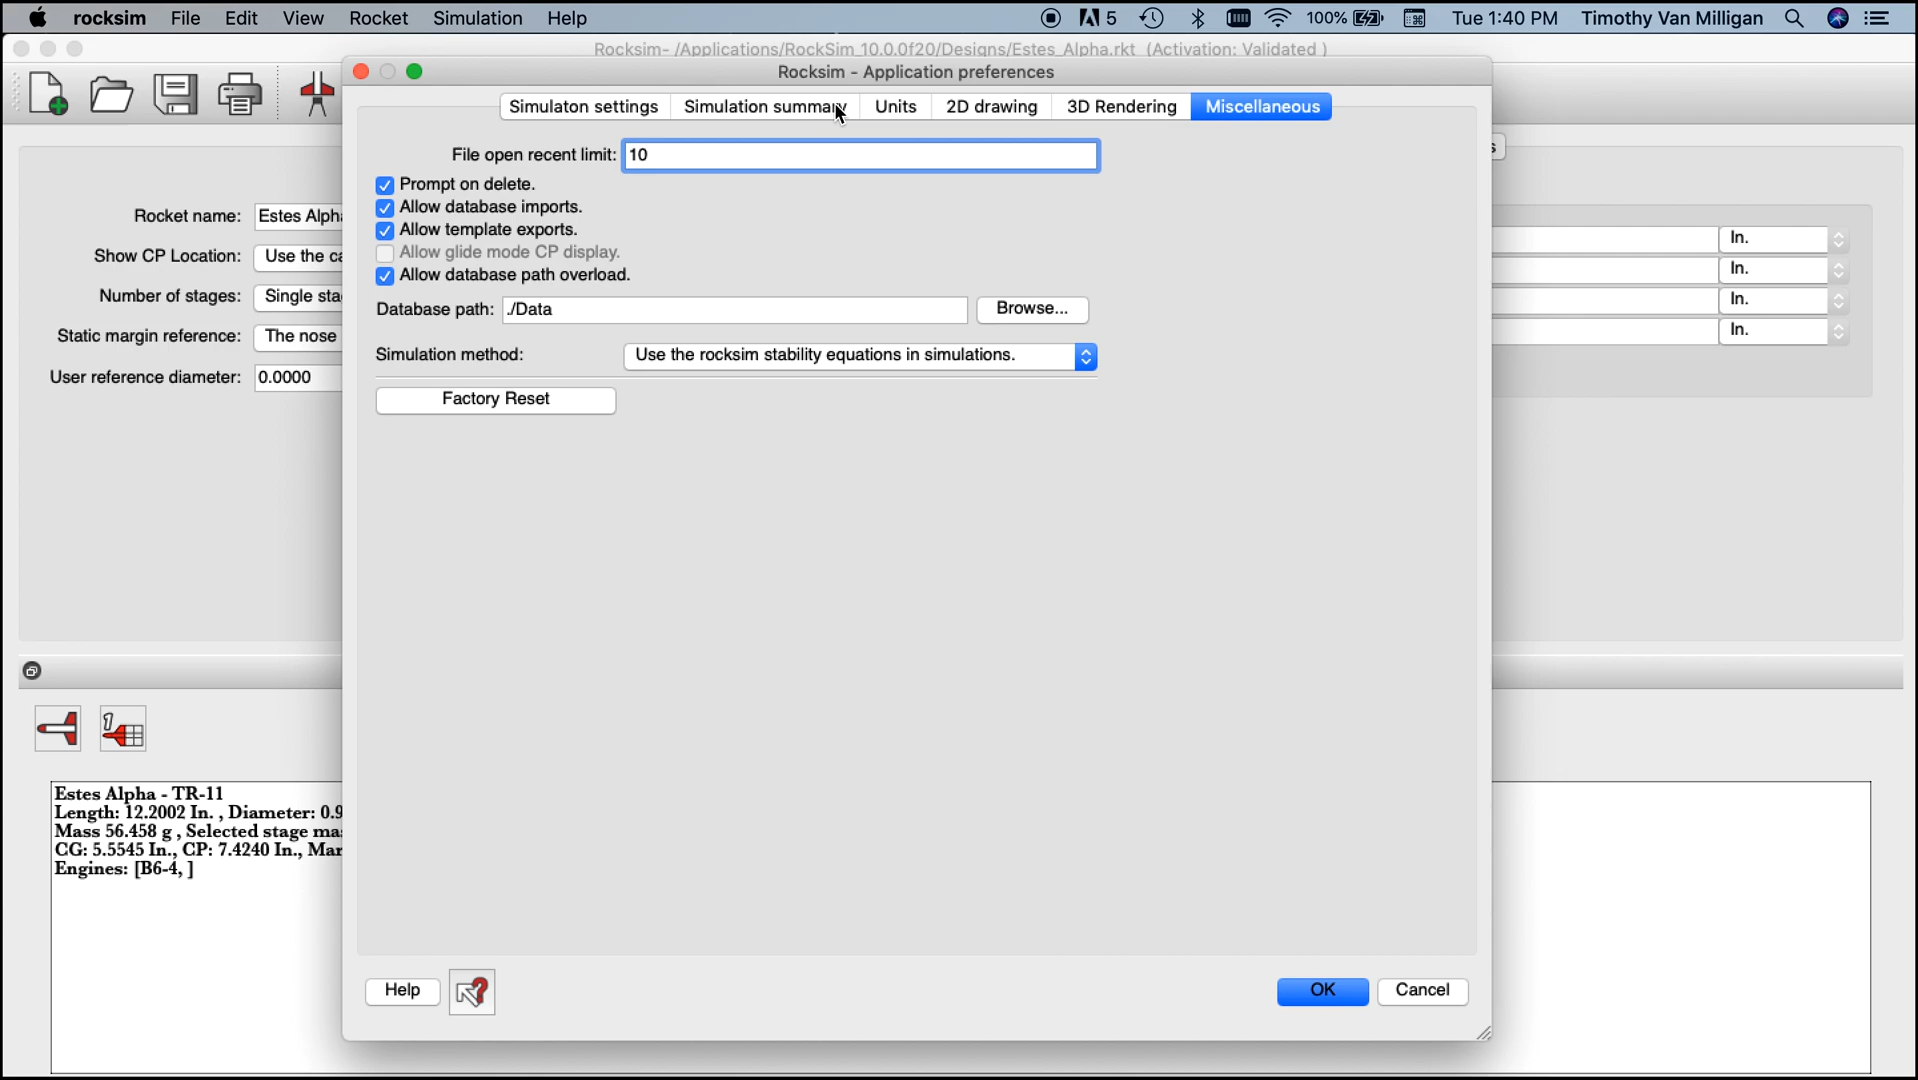 rocksim File Edit View Rocket Simulation Help 5 100% Tue 1:40 PM Timothy Van Milligan
Rocksim- /Applications/RockSim_10.0.0f20/Designs/Estes_Alpha.rkt (Activation: Validated )
Rocksim - Application preferences
Simulaton settings Simulation summary Units 2D drawing 3D Rendering Miscellaneous
File open recent limit: 10
Prompt on delete.
Allow database imports.
Allow template exports.
Allow glide mode CP display.
Allow database path overload.
Database path: ./Data Browse...
Simulation method: Use the rocksim stability equations in simulations.
Factory Reset
Help OK Cancel
Rocket name: Estes Alph
Show CP Location: Use the ca
Number of stages: Single sta
Static margin reference: The nose
User reference diameter: 0.0000
s
In.
In.
In.
In.
1
Estes Alpha - TR-11
Length: 12.2002 In. , Diameter: 0.9
Mass 56.458 g , Selected stage ma
CG: 5.5545 In., CP: 7.4240 In., Mar
Engines: [B6-4, ]